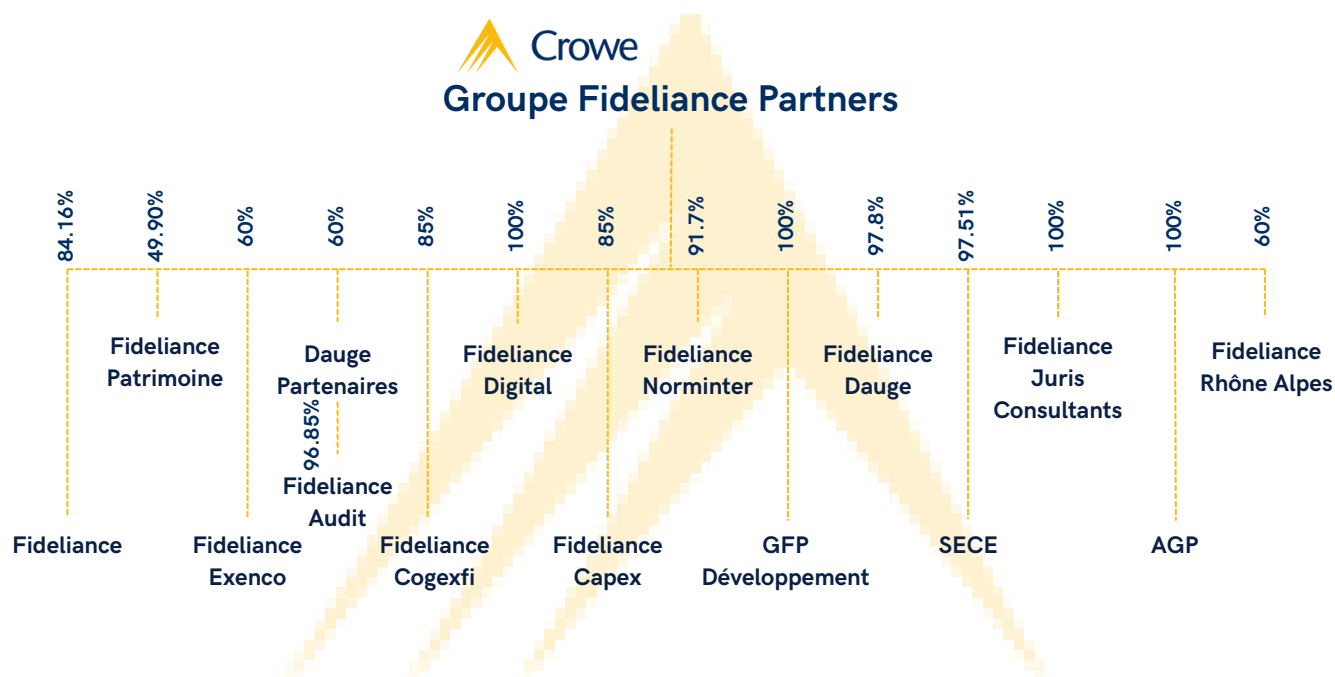 Crowe
Groupe Fideliance Partners
84.16%
49.90%
60%
60%
85%
100%
85%
91.7%
100%
97.8%
97.51%
100%
100%
60%
Fideliance
Patrimoine
Dauge
Partenaires
Fideliance
Digital
Fideliance
Norminter
Fideliance
Dauge
Fideliance
Juris
Consultants
Fideliance
Rhône Alpes
96.85%
Fideliance
Audit
Fideliance
Fideliance
Exenco
Fideliance
Cogexfi
Fideliance
Capex
GFP
Développement
SECE
AGP